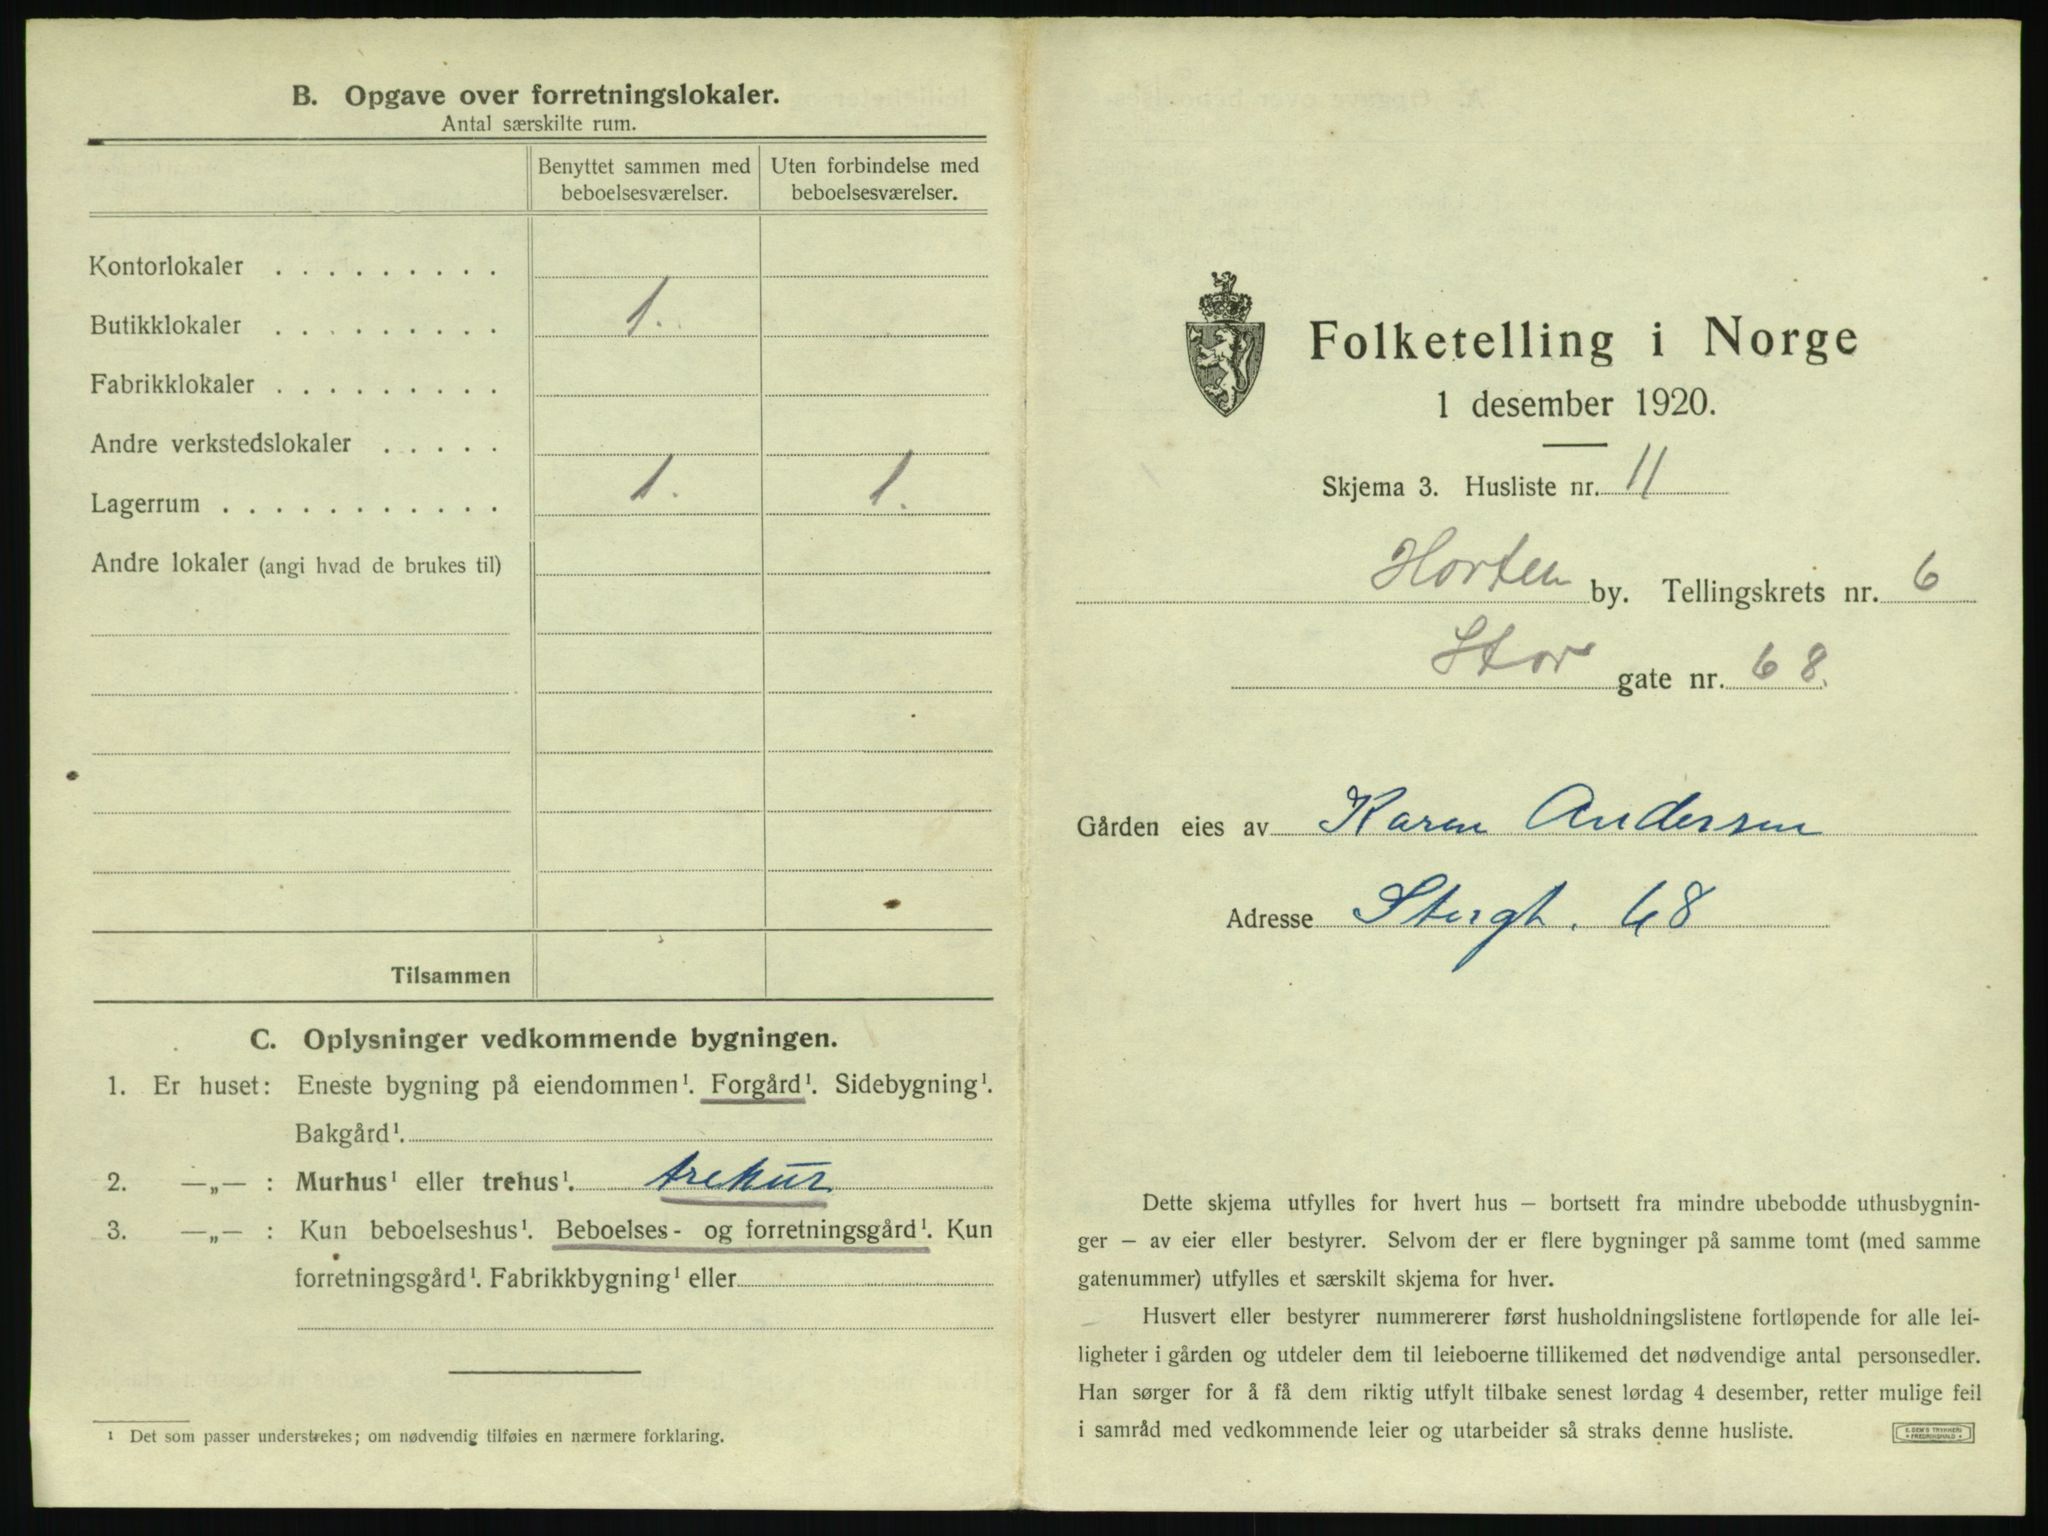 B. Opgave over forretningslokaler.
Antal særskilte rum.
Benyttet sammen med beboelsesværelser.
Uten forbindelse med beboelsesværelser.
Kontorlokaler . . . . . . . . .
Butikklokaler . . . . . . . . . 1.
Fabrikklokaler . . . . . . . . .
Andre verkstedslokaler . . . . .
Lagerrum . . . . . . . . . . . 1. 1.
Andre lokaler (angi hvad de brukes til)
Tilsammen
C. Oplysninger vedkommende bygningen.
1. Er huset: Eneste bygning på eiendommen¹. Forgård¹. Sidebygning¹.
Bakgård¹.
2. —„— : Murhus¹ eller trehus¹. trehus
3. —„— : Kun beboelseshus¹. Beboelses- og forretningsgård¹. Kun
forretningsgård¹. Fabrikkbygning¹ eller
¹ Det som passer understrekes; om nødvendig tilføies en nærmere forklaring.
Folketelling i Norge
1 desember 1920.
Skjema 3. Husliste nr. 11
Horten by. Tellingskrets nr. 6
Stor gate nr. 68.
Gården eies av Karen Andersen
Adresse Storgt. 68
Dette skjema utfylles for hvert hus — bortsett fra mindre ubebodde uthusbygnin-
ger — av eier eller bestyrer. Selvom der er flere bygninger på samme tomt (med samme
gatenummer) utfylles et særskilt skjema for hver.
Husvert eller bestyrer nummererer først husholdningslistene fortløpende for alle lei-
ligheter i gården og utdeler dem til leieboerne tillikemed det nødvendige antal personsedler.
Han sørger for å få dem riktig utfylt tilbake senest lørdag 4 desember, retter mulige feil
i samråd med vedkommende leier og utarbeider så straks denne husliste.
E. SEM'S TRYKKERI
FREDRIKSHALD